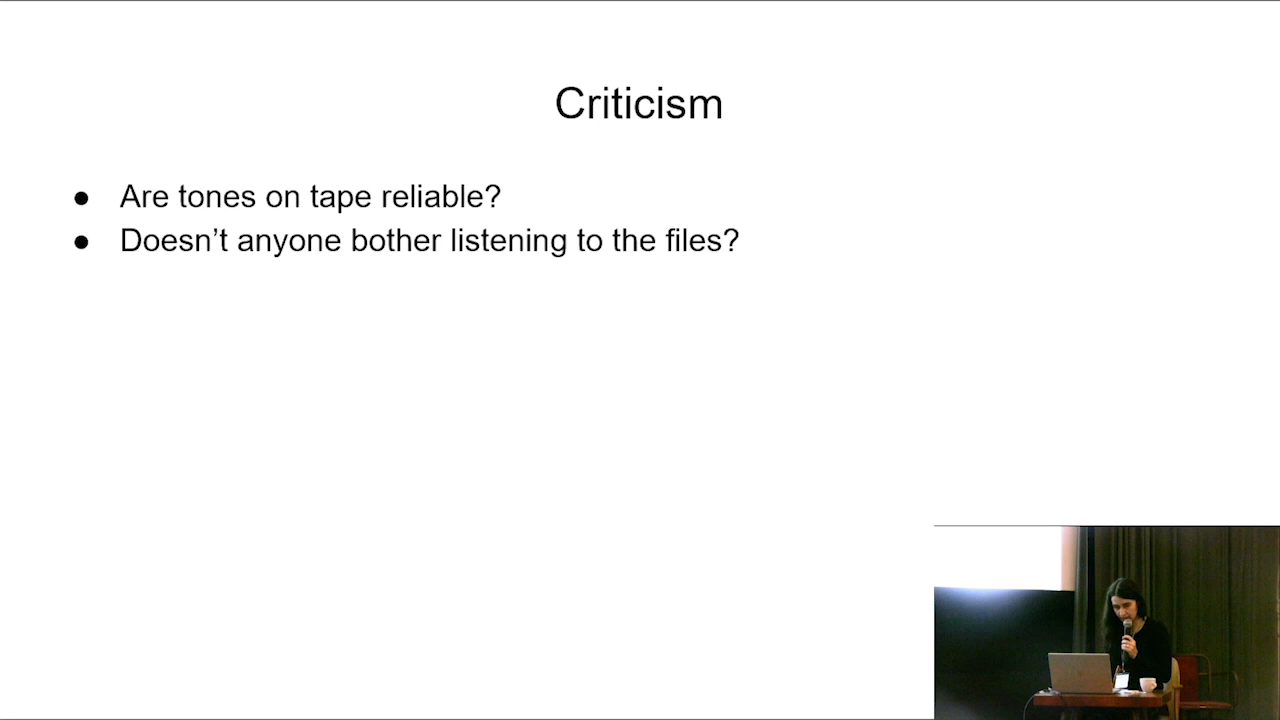 Criticism
● Are tones on tape reliable?
● Doesn’t anyone bother listening to the files?